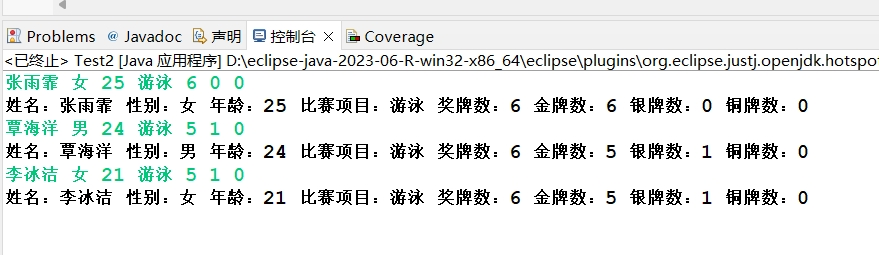 Problems @ Javadoc 声明 控制台 × Coverage
<已终止> Test2 [Java 应用程序] D:\eclipse-java-2023-06-R-win32-x86_64\eclipse\plugins\org.eclipse.justj.openjdk.hotspo
张雨霏 女 25 游泳 6 0 0
姓名：张雨霏 性别：女 年龄：25 比赛项目：游泳 奖牌数：6 金牌数：6 银牌数：0 铜牌数：0
覃海洋 男 24 游泳 5 1 0
姓名：覃海洋 性别：男 年龄：24 比赛项目：游泳 奖牌数：6 金牌数：5 银牌数：1 铜牌数：0
李冰洁 女 21 游泳 5 1 0
姓名：李冰洁 性别：女 年龄：21 比赛项目：游泳 奖牌数：6 金牌数：5 银牌数：1 铜牌数：0